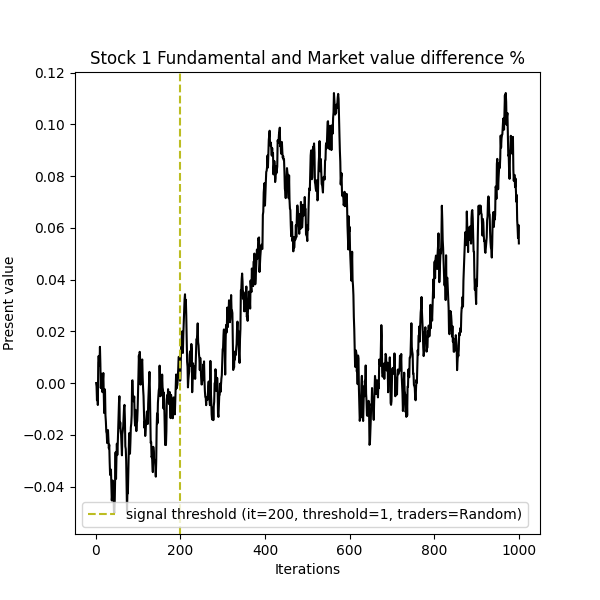 Stock 1 Fundamental and Market value difference %
0.12
0.10
0.08
0.06
0.04
0.02
0.00
−0.02
−0.04
Present value
signal threshold (it=200, threshold=1, traders=Random)
0 200 400 600 800 1000
Iterations